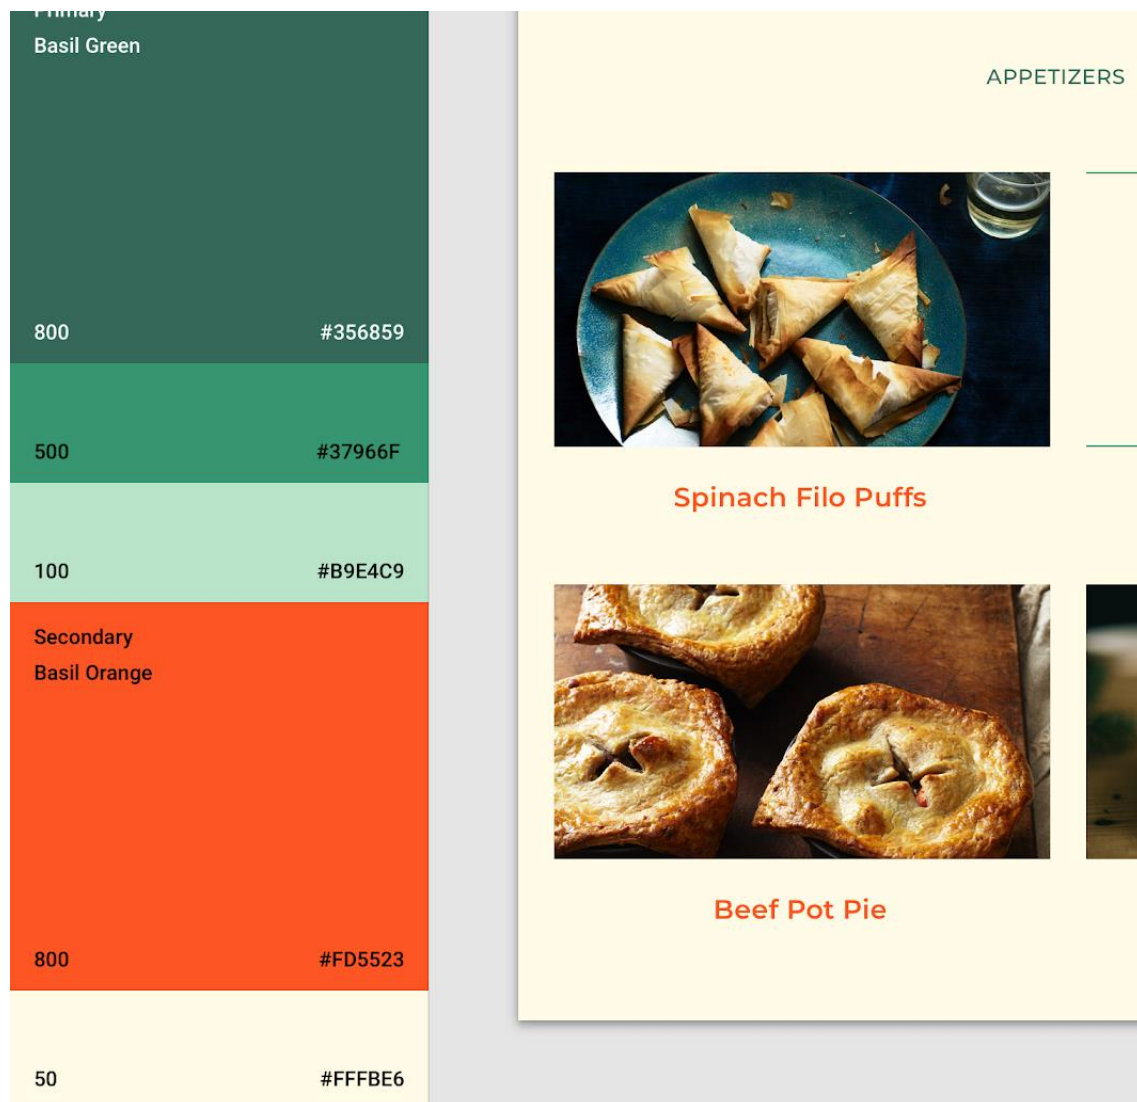 Primary
Basil Green
800 #356859
500 #37966F
100 #B9E4C9
Secondary
Basil Orange
800 #FD5523
50 #FFFBE6
APPETIZERS
Spinach Filo Puffs
Beef Pot Pie